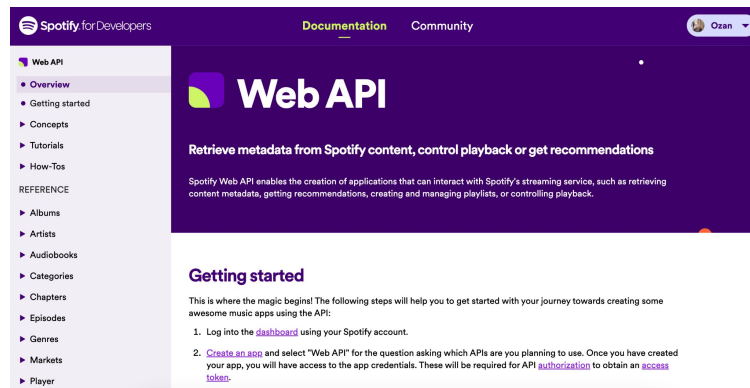 Spotify. for Developers
Documentation
Community
Ozan
Web API
Overview
Getting started
Concepts
Tutorials
How-Tos
REFERENCE
Albums
Artists
Audiobooks
Categories
Chapters
Episodes
Genres
Markets
Player
Web API
Retrieve metadata from Spotify content, control playback or get recommendations
Spotify Web API enables the creation of applications that can interact with Spotify's streaming service, such as retrieving
content metadata, getting recommendations, creating and managing playlists, or controlling playback.
Getting started
This is where the magic begins! The following steps will help you to get started with your journey towards creating some
awesome music apps using the API:
1. Log into the dashboard using your Spotify account.
2. Create an app and select "Web API" for the question asking which APIs are you planning to use. Once you have created
your app, you will have access to the app credentials. These will be required for API authorization to obtain an access
token.